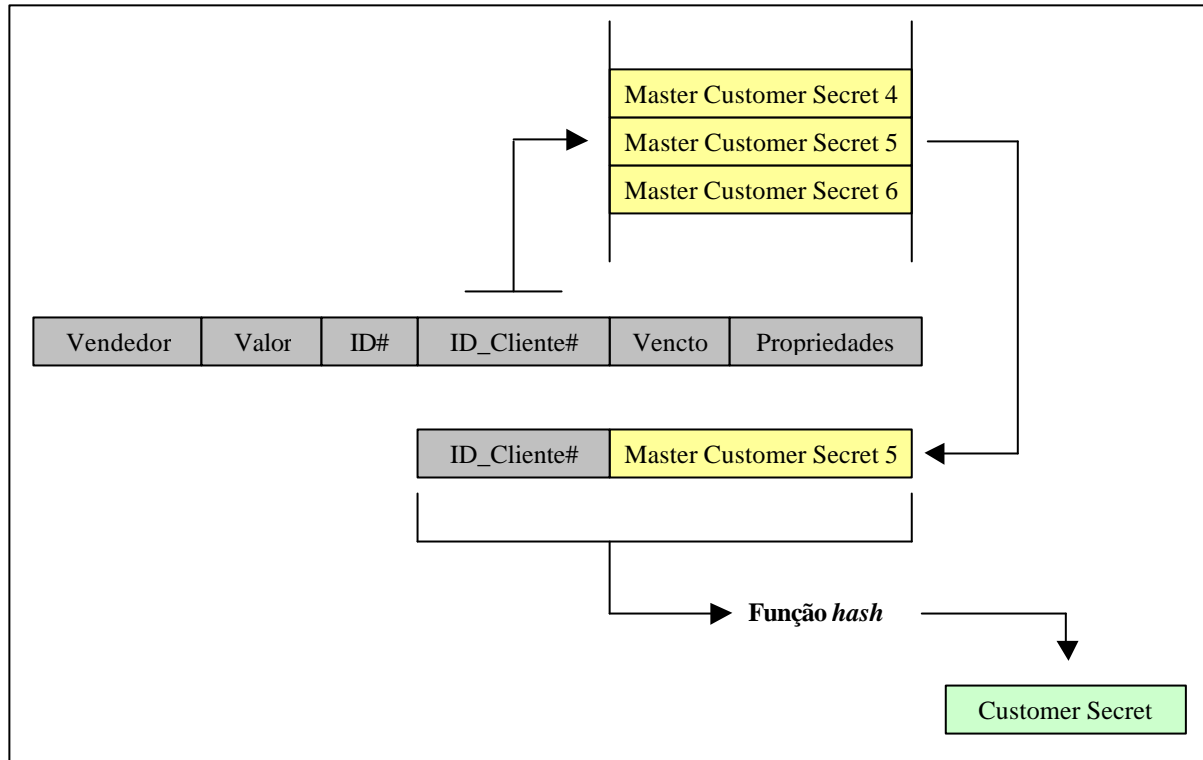 Master Customer Secret 4
Master Customer Secret 5
Master Customer Secret 6
Vendedor Valor ID# ID_Cliente# Vencto Propriedades
ID_Cliente# Master Customer Secret 5
Função hash
Customer Secret